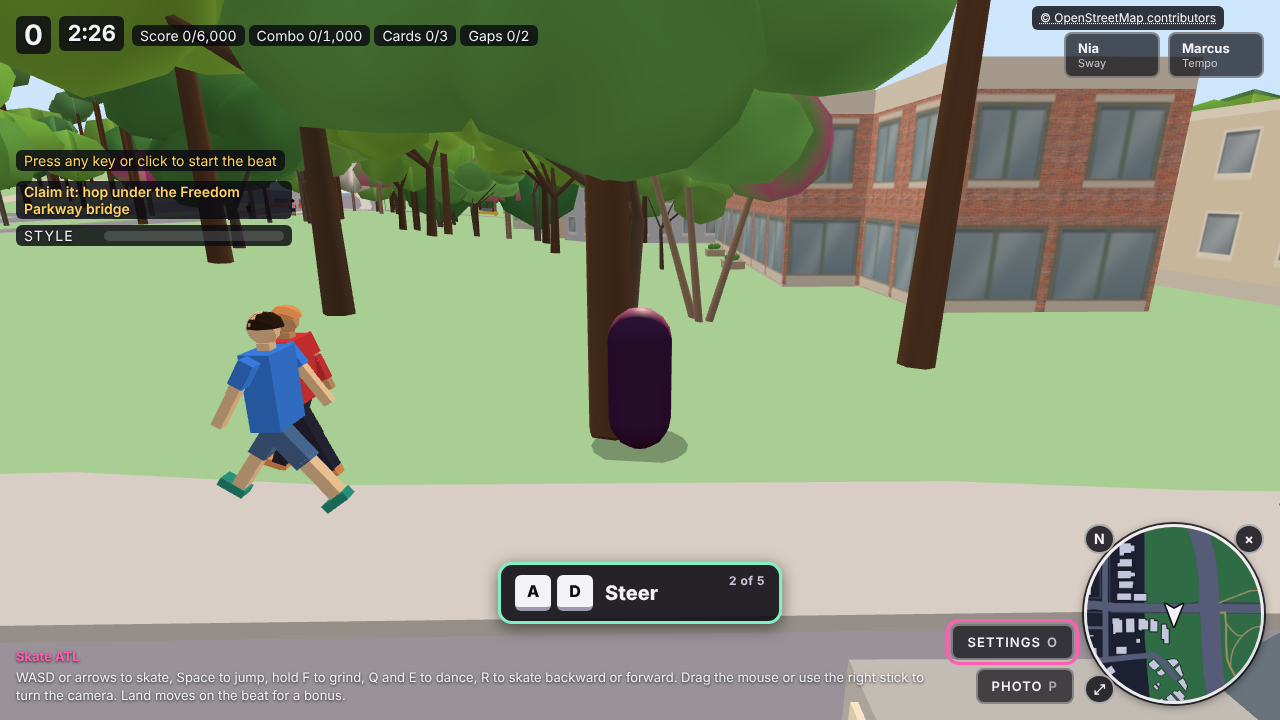 0
2:26
Score 0/6,000
Combo 0/1,000
Cards 0/3
Gaps 0/2
© OpenStreetMap contributors
Nia
Sway
Marcus
Tempo
Press any key or click to start the beat
Claim it: hop under the Freedom
Parkway bridge
STYLE
A
D
Steer
2 of 5
N
×
SETTINGS O
PHOTO P
Skate ATL
WASD or arrows to skate, Space to jump, hold F to grind, Q and E to dance, R to skate backward or forward. Drag the mouse or use the right stick to
turn the camera. Land moves on the beat for a bonus.